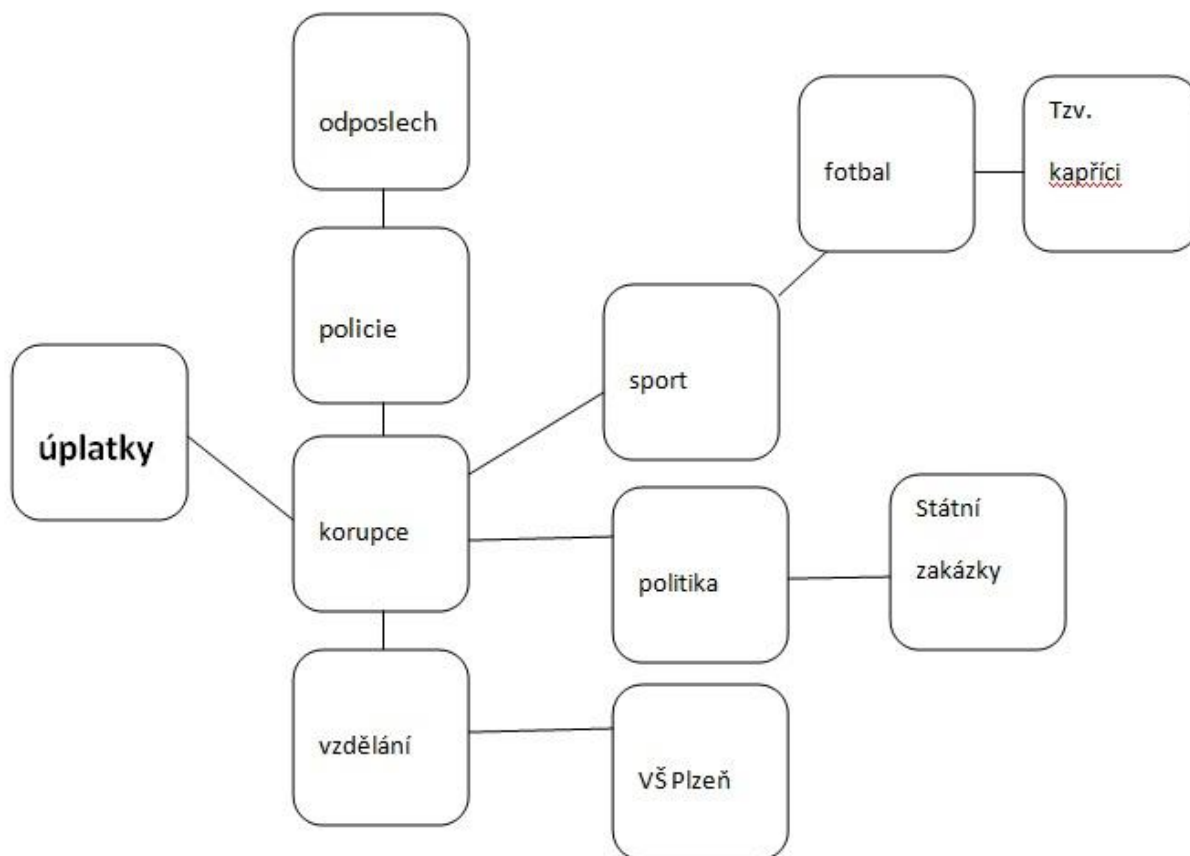 odposlech
Tzv.
kapříci
fotbal
policie
sport
úplatky
korupce
Státní
zakázky
politika
vzdělání
VŠ Plzeň